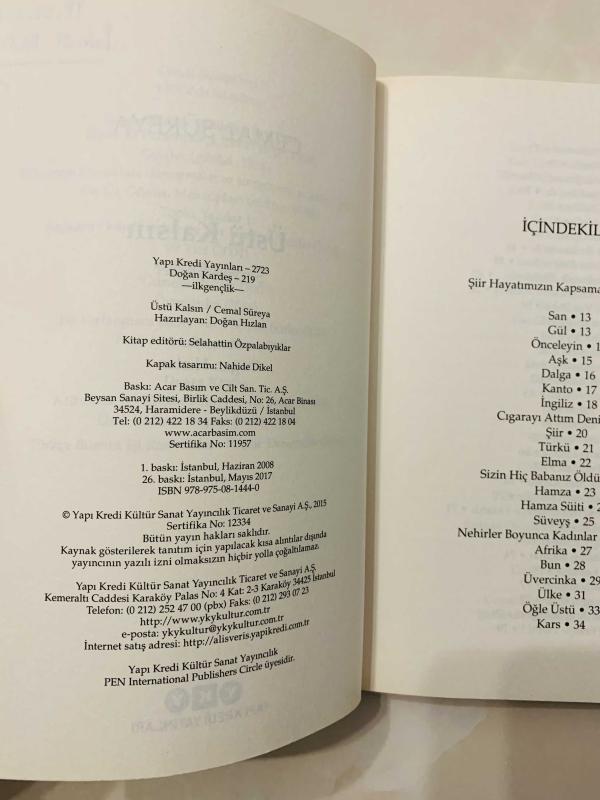 Yapı Kredi Yayınları – 2723
Doğan Kardeş – 219
—ilkgençlik—
Üstü Kalsın / Cemal Süreya
Hazırlayan: Doğan Hızlan
Kitap editörü: Selahattin Özpalabıyıklar
Kapak tasarımı: Nahide Dikel
Baskı: Acar Basım ve Cilt San. Tic. A.Ş.
Beysan Sanayi Sitesi, Birlik Caddesi, No: 26, Acar Binası
34524, Haramidere - Beylikdüzü / İstanbul
Tel: (0 212) 422 18 34 Faks: (0 212) 422 18 04
www.acarbasim.com
Sertifika No: 11957
1. baskı: İstanbul, Haziran 2008
26. baskı: İstanbul, Mayıs 2017
ISBN 978-975-08-1444-0
© Yapı Kredi Kültür Sanat Yayıncılık Ticaret ve Sanayi A.Ş., 2015
Sertifika No: 12334
Bütün yayın hakları saklıdır.
Kaynak gösterilerek tanıtım için yapılacak kısa alıntılar dışında
yayıncının yazılı izni olmaksızın hiçbir yolla çoğaltılamaz.
Yapı Kredi Kültür Sanat Yayıncılık Ticaret ve Sanayi A.Ş.
Kemeraltı Caddesi Karaköy Palas No: 4 Kat: 2-3 Karaköy 34425 İstanbul
Telefon: (0 212) 252 47 00 (pbx) Faks: (0 212) 293 07 23
http://www.ykykultur.com.tr
e-posta: ykykultur@ykykultur.com.tr
İnternet satış adresi: http://alisveris.yapikredi.com.tr
Yapı Kredi Kültür Sanat Yayıncılık
PEN International Publishers Circle üyesidir.
İÇİNDEKİL
Şiir Hayatımızın Kapsama
San • 13
Gül • 13
Önceleyin • 1
Aşk • 15
Dalga • 16
Kanto • 17
İngiliz • 18
Cıgarayı Attım Deni
Şiir • 20
Türkü • 21
Elma • 22
Sizin Hiç Babanız Öldü
Hamza • 23
Hamza Süiti • 2
Süveyş • 25
Nehirler Boyunca Kadınlar
Afrika • 27
Bun • 28
Üvercinka • 29
Ülke • 31
Öğle Üstü • 33
Kars • 34